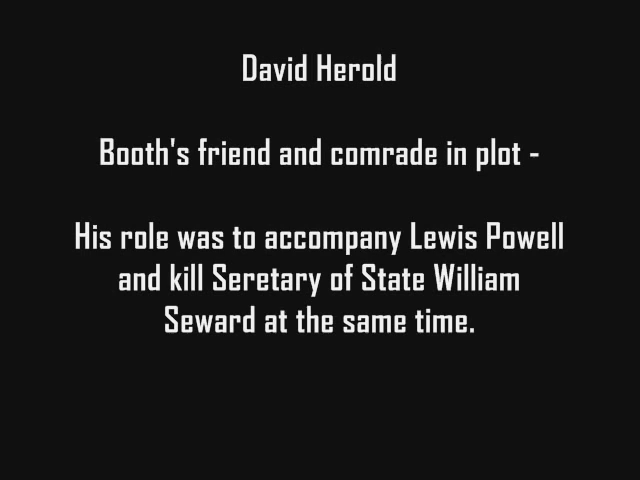 David Herold
Booth's friend and comrade in plot -
His role was to accompany Lewis Powell
and kill Seretary of State William
Seward at the same time.